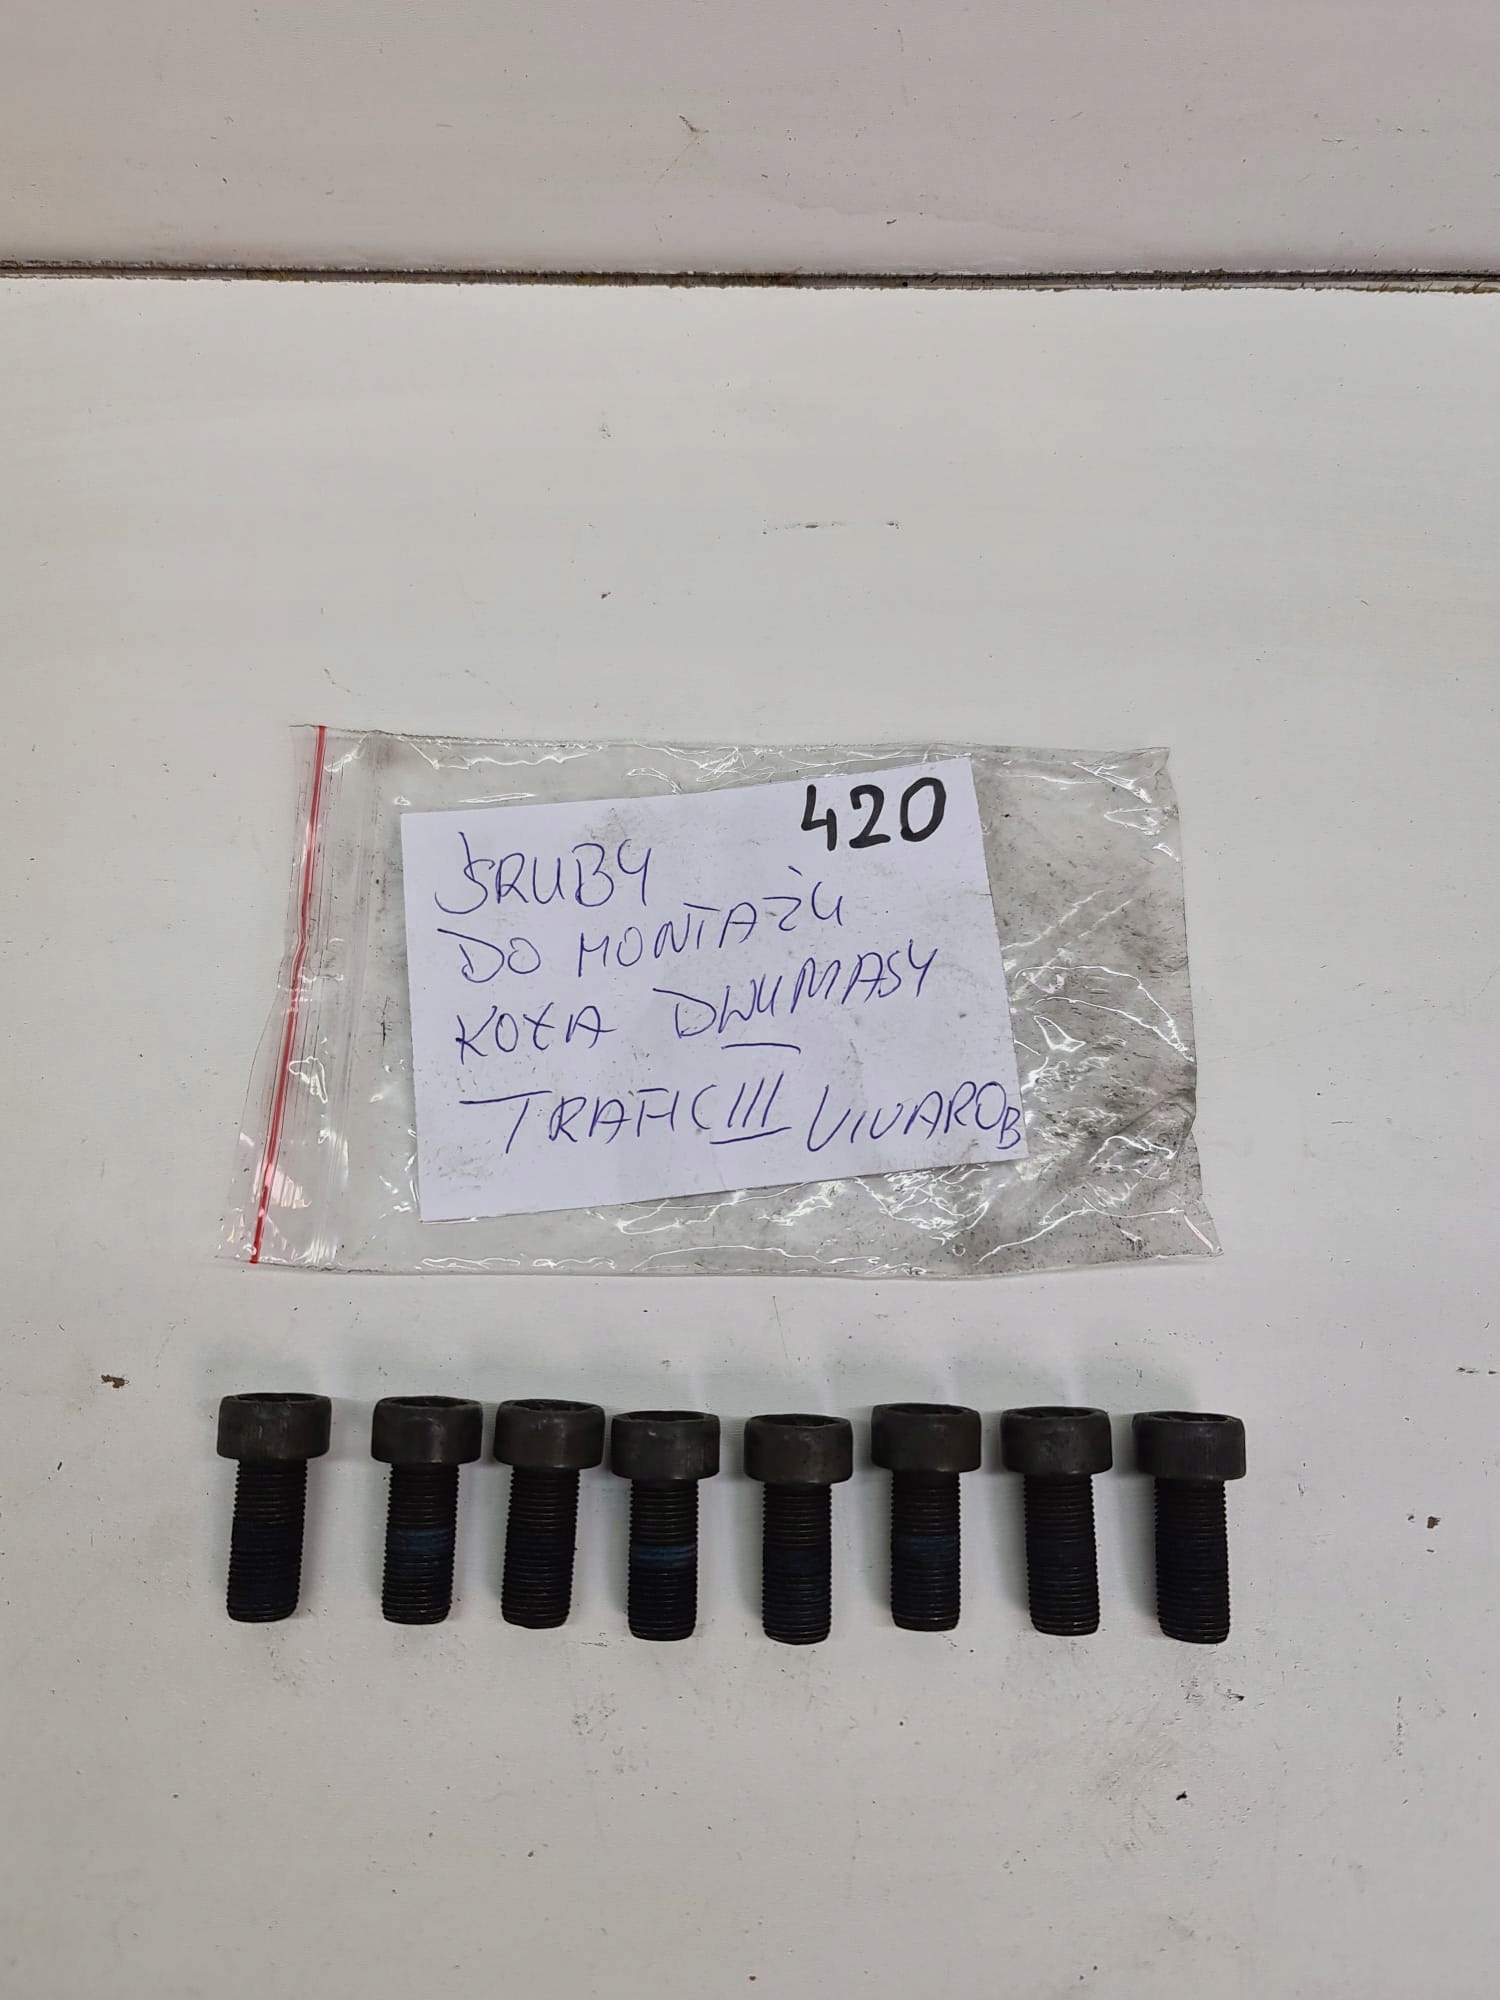 420
ŚRUBY
DO MONTAŻU
KOŁA DWUMASY
TRAFIC III VIVARO B